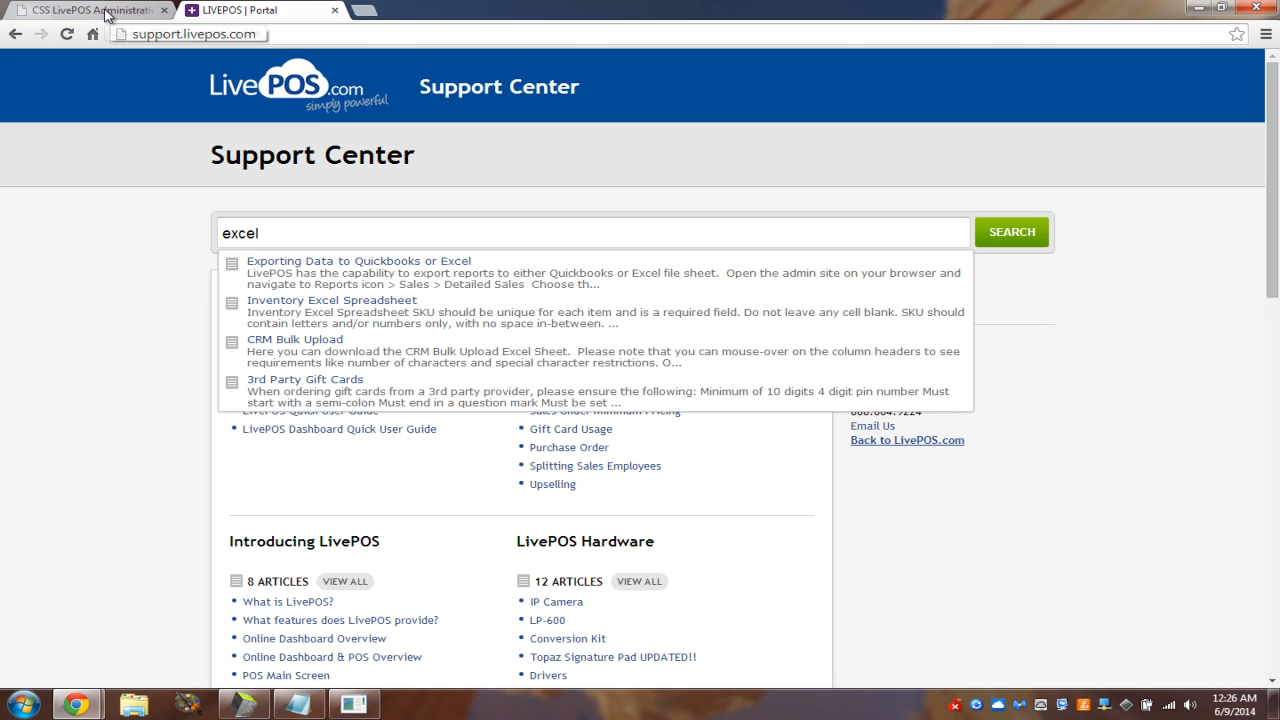 CSS LivePOS Administrati
LIVEPOS | Portal
support.livepos.com
LivePOS.com
simply powerful
Support Center
Support Center
excel
SEARCH
Exporting Data to Quickbooks or Excel
LivePOS has the capability to export reports to either Quickbooks or Excel file sheet. Open the admin site on your browser and
navigate to Reports icon > Sales > Detailed Sales Choose th...
Inventory Excel Spreadsheet
Inventory Excel Spreadsheet SKU should be unique for each item and is a required field. Do not leave any cell blank. SKU should
contain letters and/or numbers only, with no space in-between. ...
CRM Bulk Upload
Here you can download the CRM Bulk Upload Excel Sheet. Please note that you can mouse-over on the column headers to see
requirements like number of characters and special character restrictions. O...
3rd Party Gift Cards
When ordering gift cards from a 3rd party provider, please ensure the following: Minimum of 10 digits 4 digit pin number Must
start with a semi-colon Must end in a question mark Must be set ...
LivePOS Quick User Guide
LivePOS Dashboard Quick User Guide
Sales Under Minimum Pricing
Gift Card Usage
Purchase Order
Splitting Sales Employees
Upselling
Email Us
Back to LivePOS.com
Introducing LivePOS
8 ARTICLES VIEW ALL
What is LivePOS?
What features does LivePOS provide?
Online Dashboard Overview
Online Dashboard & POS Overview
POS Main Screen
LivePOS Hardware
12 ARTICLES VIEW ALL
IP Camera
LP-600
Conversion Kit
Topaz Signature Pad UPDATED!!
Drivers
12:26 AM
6/9/2014